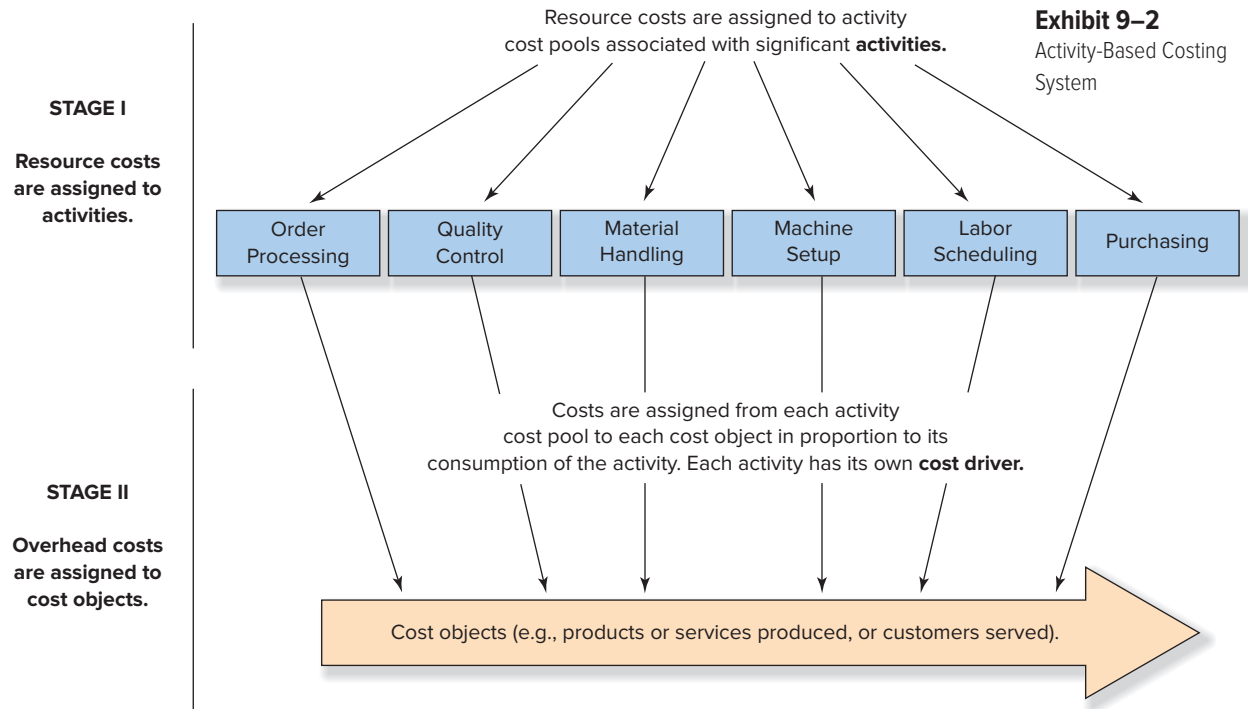 Resource costs are assigned to activity
cost pools associated with significant activities.
Exhibit 9–2
Activity-Based Costing
System
STAGE I
Resource costs
are assigned to
activities.
Order
Processing
Quality
Control
Material
Handling
Machine
Setup
Labor
Scheduling
Purchasing
Costs are assigned from each activity
cost pool to each cost object in proportion to its
consumption of the activity. Each activity has its own cost driver.
STAGE II
Overhead costs
are assigned to
cost objects.
Cost objects (e.g., products or services produced, or customers served).